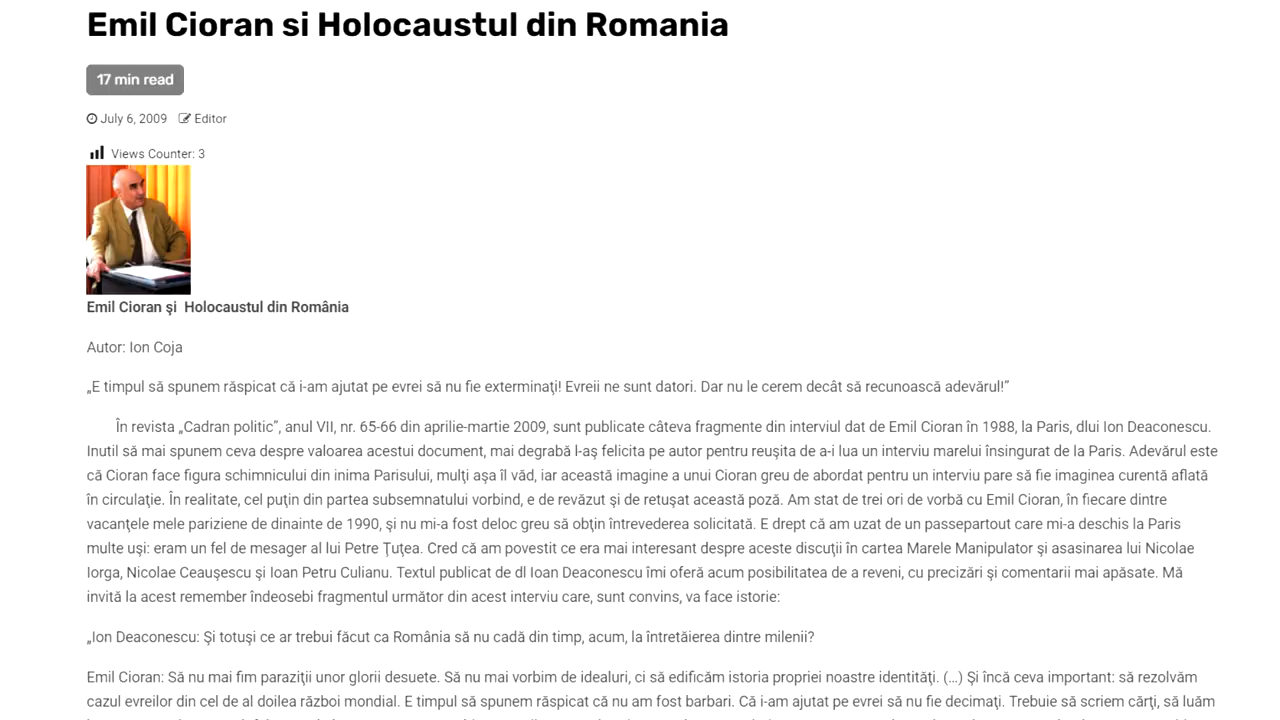 Emil Cioran si Holocaustul din Romania
17 min read
July 6, 2009 Editor
Views Counter: 3
Emil Cioran şi Holocaustul din România
Autor: Ion Coja
„E timpul să spunem răspicat că i-am ajutat pe evrei să nu fie exterminaţi! Evreii ne sunt datori. Dar nu le cerem decât să recunoască adevărul!”
În revista „Cadran politic”, anul VII, nr. 65-66 din aprilie-martie 2009, sunt publicate câteva fragmente din interviul dat de Emil Cioran în 1988, la Paris, dlui Ion Deaconescu.
Inutil să mai spunem ceva despre valoarea acestui document, mai degrabă l-aş felicita pe autor pentru reuşita de a-i lua un interviu marelui însingurat de la Paris. Adevărul este
că Cioran face figura schimnicului din inima Parisului, mulţi aşa îl văd, iar această imagine a unui Cioran greu de abordat pentru un interviu pare să fie imaginea curentă aflată
în circulaţie. În realitate, cel puţin din partea subsemnatului vorbind, e de revăzut şi de retuşat această poză. Am stat de trei ori de vorbă cu Emil Cioran, în fiecare dintre
vacanţele mele pariziene de dinainte de 1990, şi nu mi-a fost deloc greu să obţin întrevederea solicitată. E drept că am uzat de un passepartout care mi-a deschis la Paris
multe uşi: eram un fel de mesager al lui Petre Ţuţea. Cred că am povestit ce era mai interesant despre aceste discuţii în cartea Marele Manipulator şi asasinarea lui Nicolae
Iorga, Nicolae Ceauşescu şi Ioan Petru Culianu. Textul publicat de dl Ioan Deaconescu îmi oferă acum posibilitatea de a reveni, cu precizări şi comentarii mai apăsate. Mă
invită la acest remember îndeosebi fragmentul următor din acest interviu care, sunt convins, va face istorie:
„Ion Deaconescu: Şi totuşi ce ar trebui făcut ca România să nu cadă din timp, acum, la întretăierea dintre milenii?
Emil Cioran: Să nu mai fim paraziţii unor glorii desuete. Să nu mai vorbim de idealuri, ci să edificăm istoria propriei noastre identităţi. (…) Şi încă ceva important: să rezolvăm
cazul evreilor din cel de al doilea război mondial. E timpul să spunem răspicat că nu am fost barbari. Că i-am ajutat pe evrei să nu fie decimaţi. Trebuie să scriem cărţi, să luăm